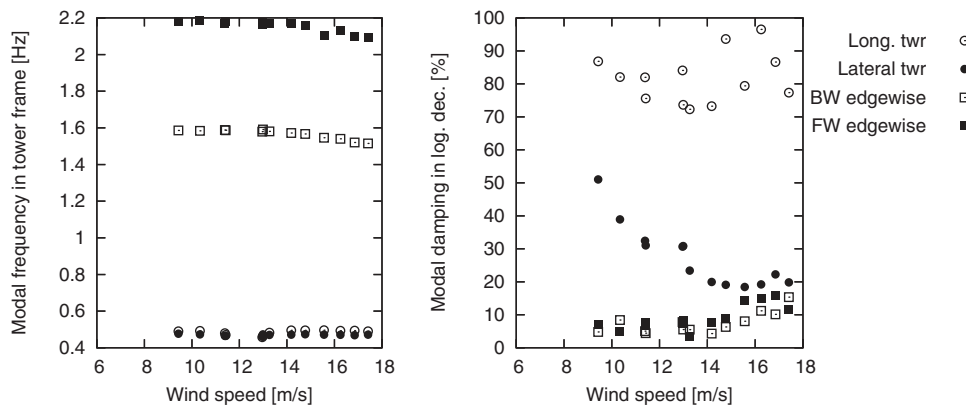 Modal frequency in tower frame [Hz]
2.2
2
1.8
1.6
1.4
1.2
1
0.8
0.6
0.4
6 8 10 12 14 16 18
Wind speed [m/s]
Modal damping in log. dec. [%]
100
90
80
70
60
50
40
30
20
10
0
6 8 10 12 14 16 18
Wind speed [m/s]
Long. twr
Lateral twr
BW edgewise
FW edgewise